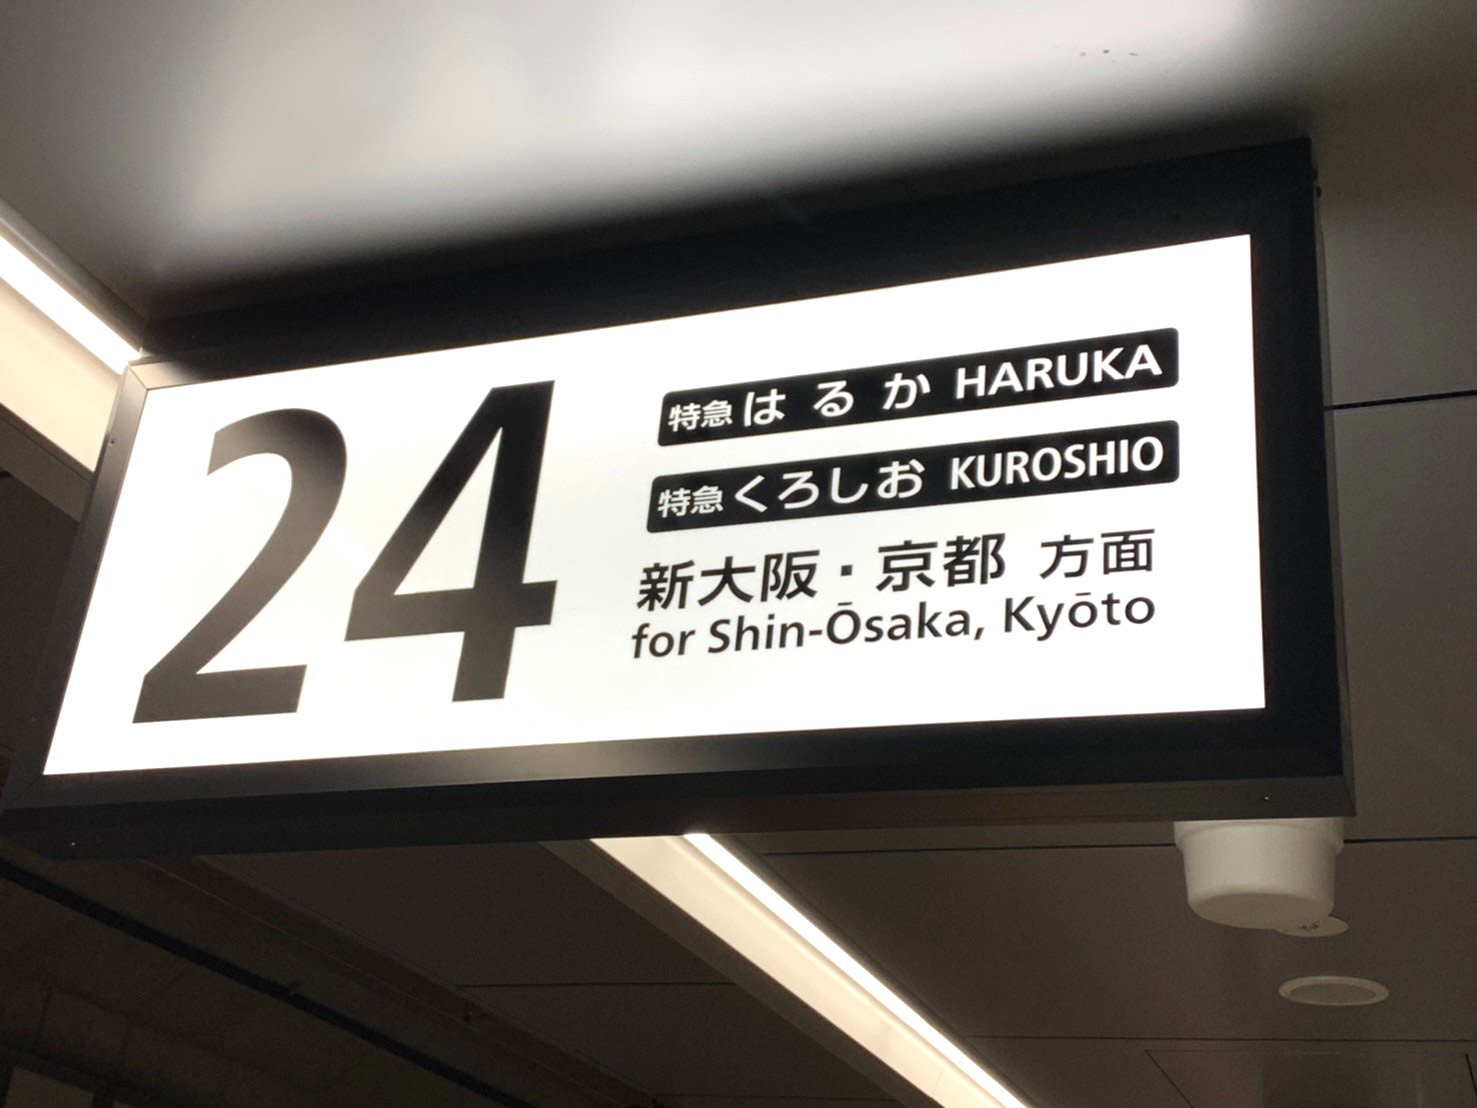 24
特急 はるか HARUKA
特急 くろしお KUROSHIO
新大阪・京都 方面
for Shin-Ōsaka, Kyōto